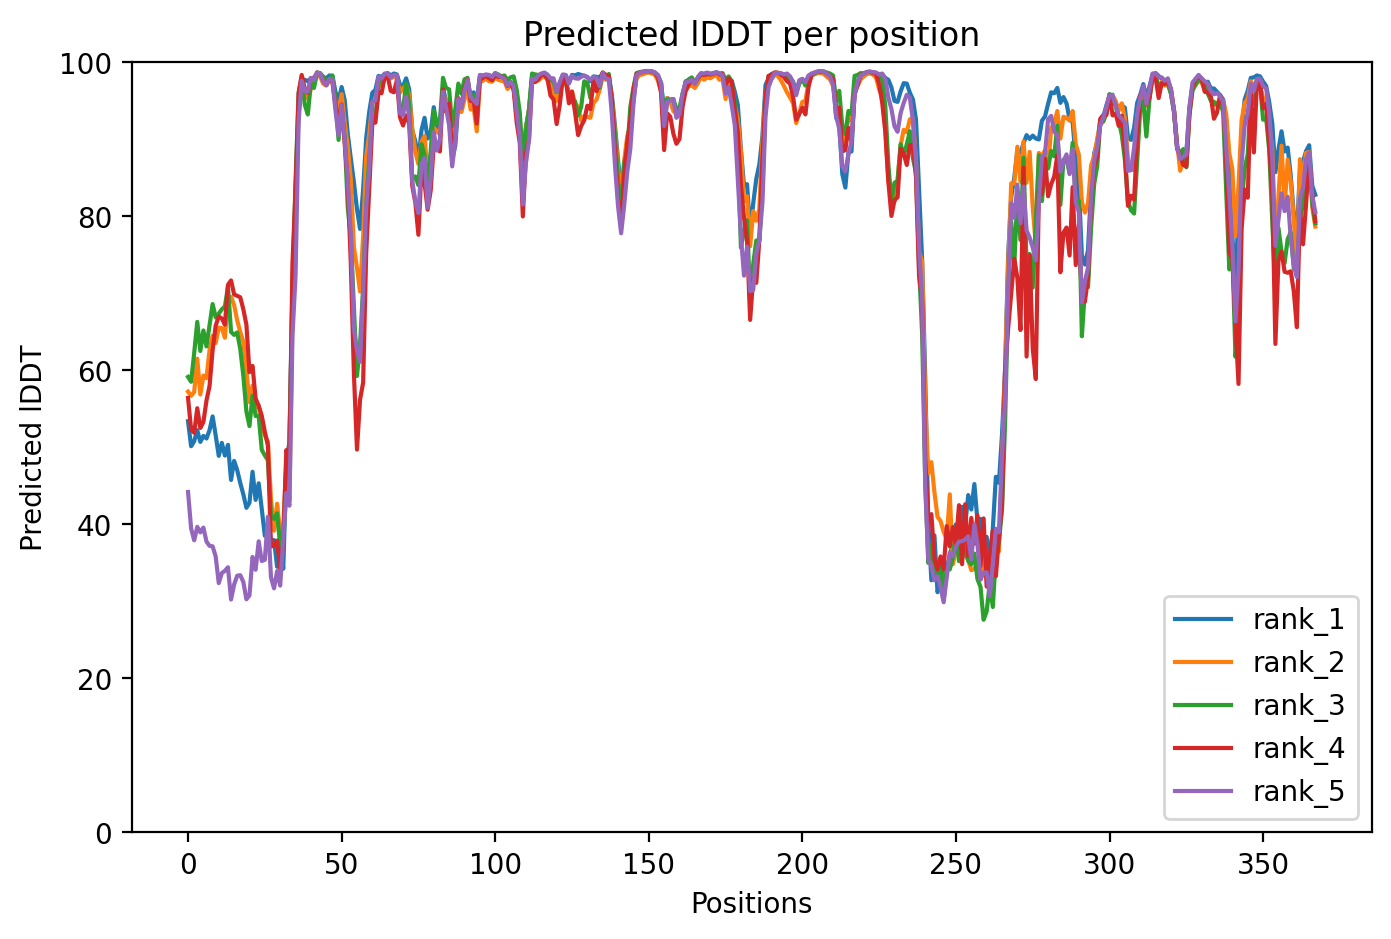 Predicted lDDT per position
Predicted lDDT
100
80
60
40
20
0
0 50 100 150 200 250 300 350
Positions
rank_1
rank_2
rank_3
rank_4
rank_5